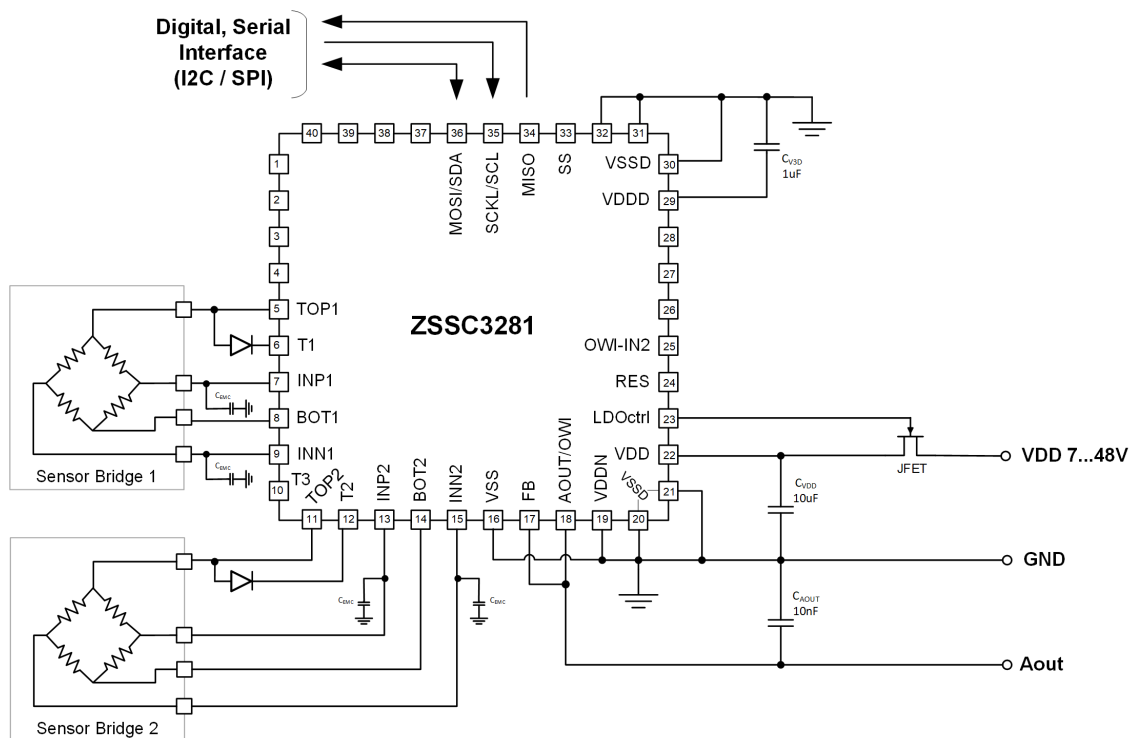 Digital, Serial
Interface
(I2C / SPI)
40 39 38 37 36 35 34 33 32 31
MOSI/SDA
SCKL/SCL
MISO
SS
1
2
3
4
5 TOP1
6 T1
7 INP1
8 BOT1
9 INN1
10 T3
ZSSC3281
VSSD 30
VDDD 29
28
27
26
OWI-IN2 25
RES 24
LDOctrl 23
VDD 22
VSSD 21
CV3D
1uF
CEMC
CEMC
Sensor Bridge 1
TOP2
T2
INP2
BOT2
INN2
VSS
FB
AOUT/OWI
VDDN
11 12 13 14 15 16 17 18 19 20
JFET
VDD 7...48V
CVDD
10uF
GND
CEMC
CEMC
CAOUT
10nF
Aout
Sensor Bridge 2